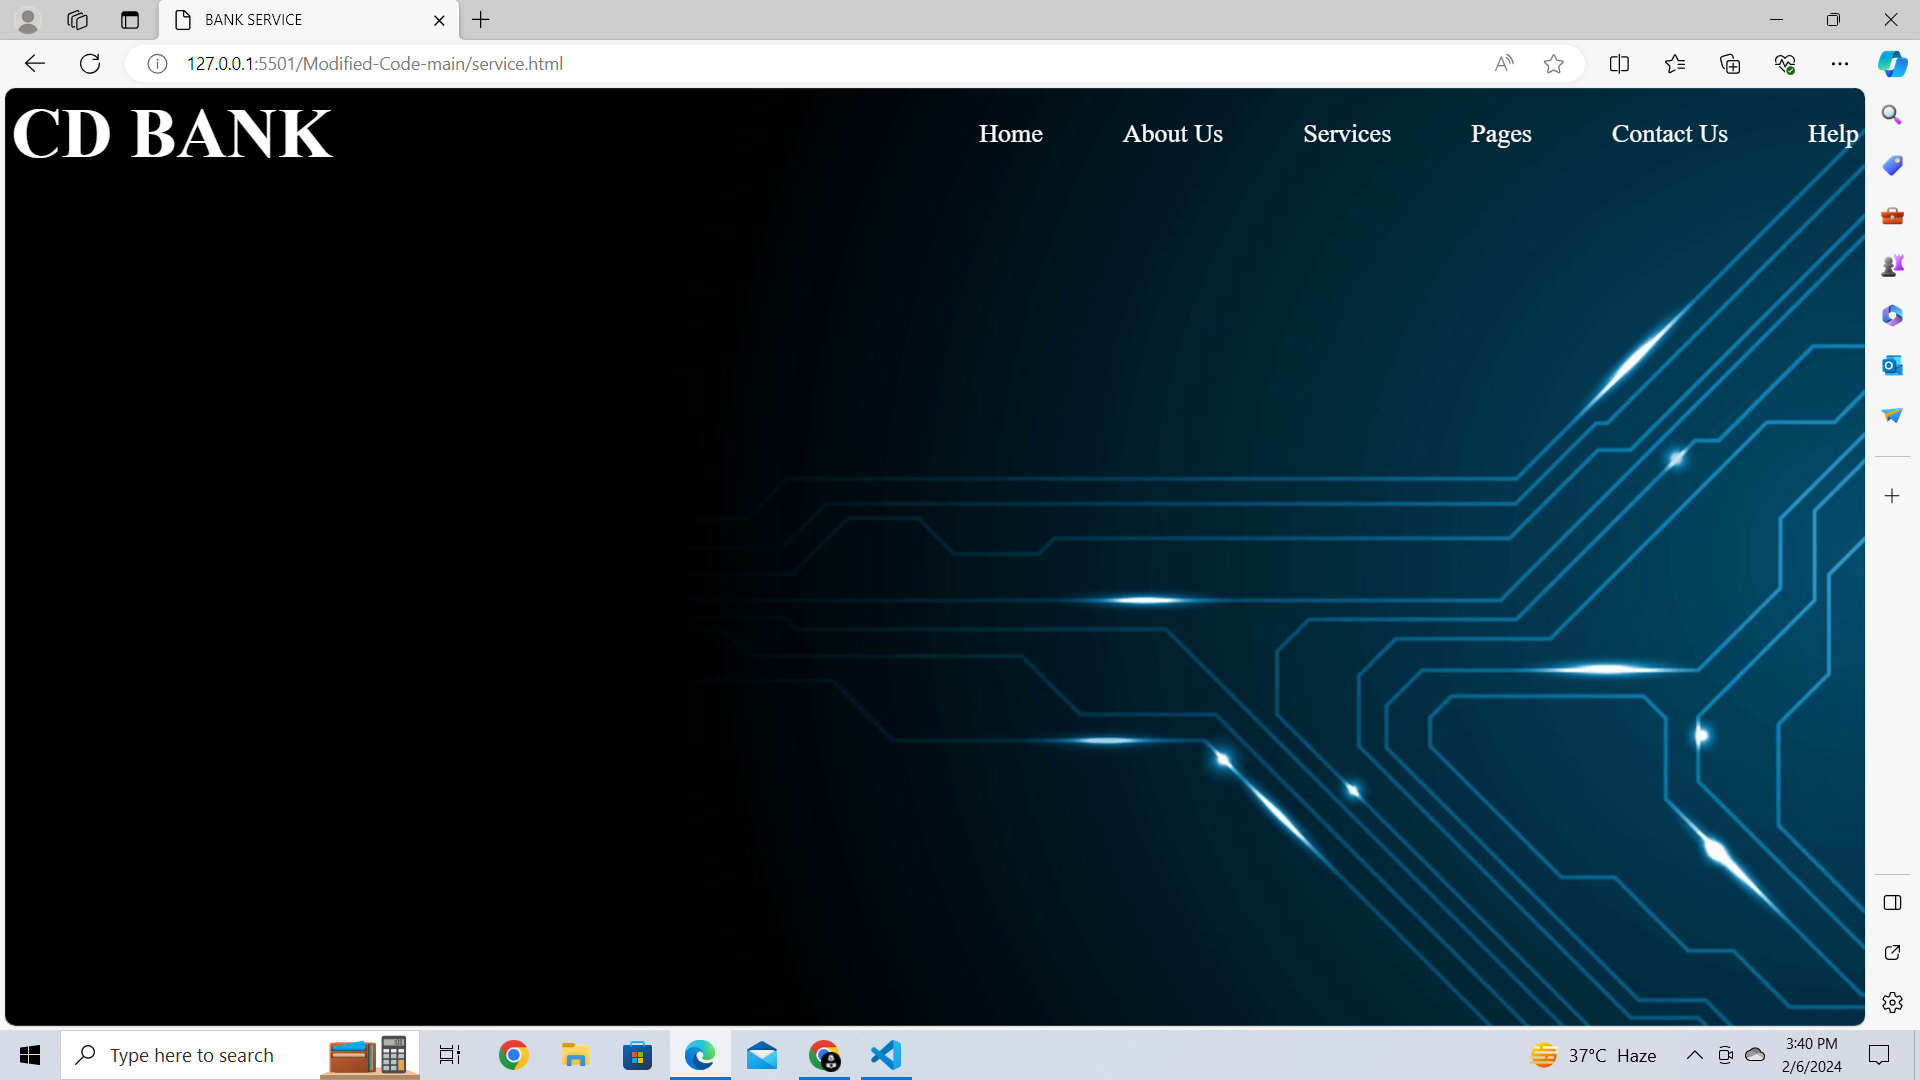 BANK SERVICE
127.0.0.1:5501/Modified-Code-main/service.html
CD BANK
Home About Us Services Pages Contact Us Help
Type here to search
37°C Haze
3:40 PM
2/6/2024